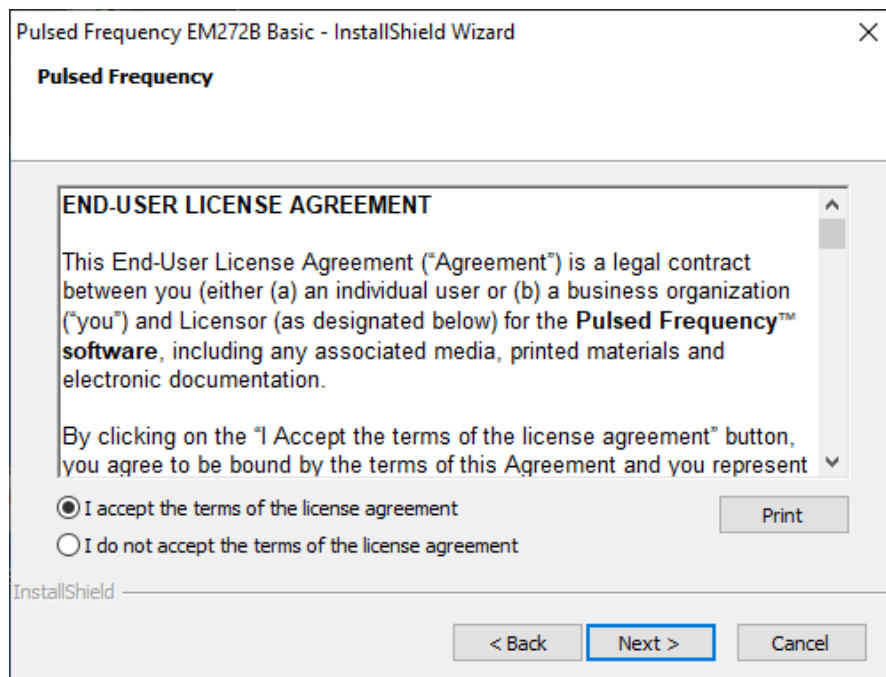 Pulsed Frequency EM272B Basic - InstallShield Wizard
Pulsed Frequency
END-USER LICENSE AGREEMENT
This End-User License Agreement (“Agreement”) is a legal contract
between you (either (a) an individual user or (b) a business organization
(“you”) and Licensor (as designated below) for the Pulsed Frequency™
software, including any associated media, printed materials and
electronic documentation.
By clicking on the “I Accept the terms of the license agreement” button,
you agree to be bound by the terms of this Agreement and you represent
I accept the terms of the license agreement
Print
I do not accept the terms of the license agreement
InstallShield
< Back Next > Cancel